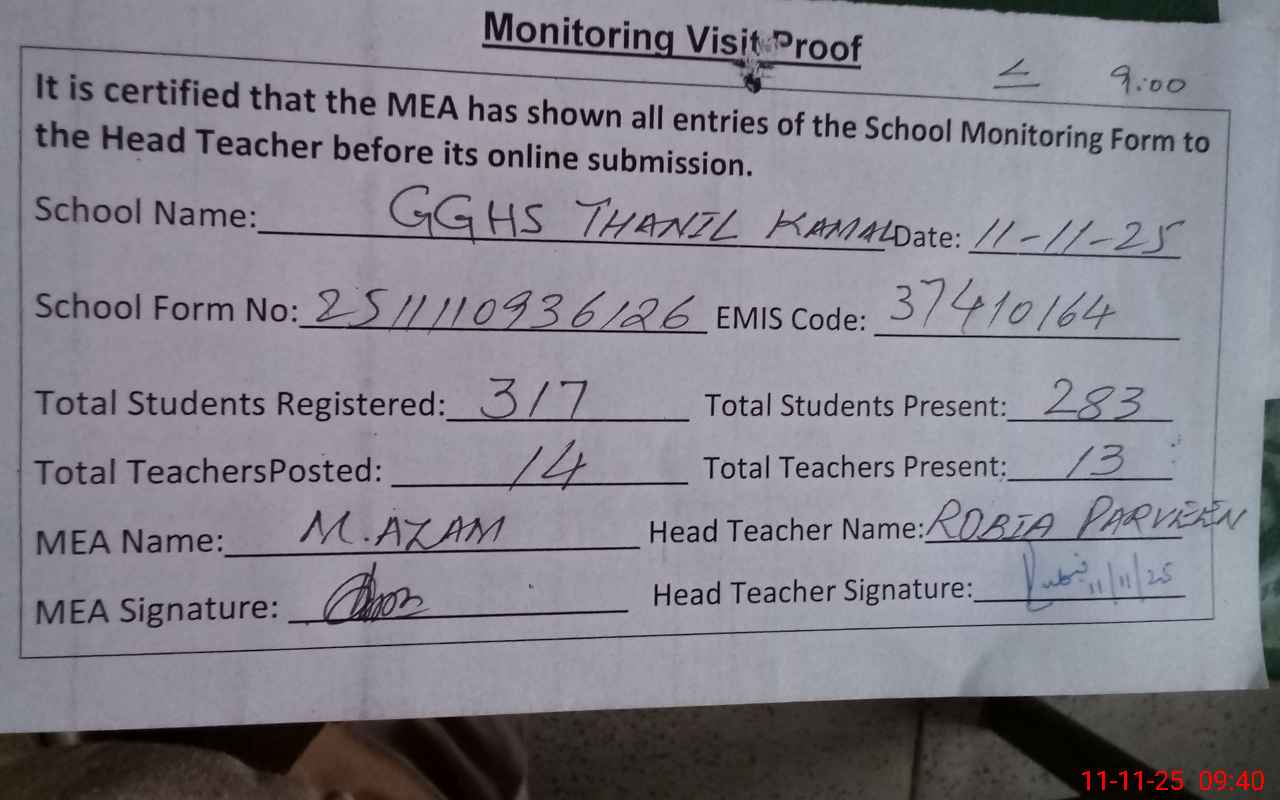 Monitoring Visit Proof
9:00
It is certified that the MEA has shown all entries of the School Monitoring Form to
the Head Teacher before its online submission.
School Name: GGHS THANIL KAMAL Date: 11-11-25
School Form No: 2511110936126 EMIS Code: 37410164
Total Students Registered: 317 Total Students Present: 283
Total TeachersPosted: 14 Total Teachers Present: 13
MEA Name: M.AZAM Head Teacher Name: ROBIA PARVEEN
MEA Signature: Head Teacher Signature: 11/11/25
11-11-25 09:40